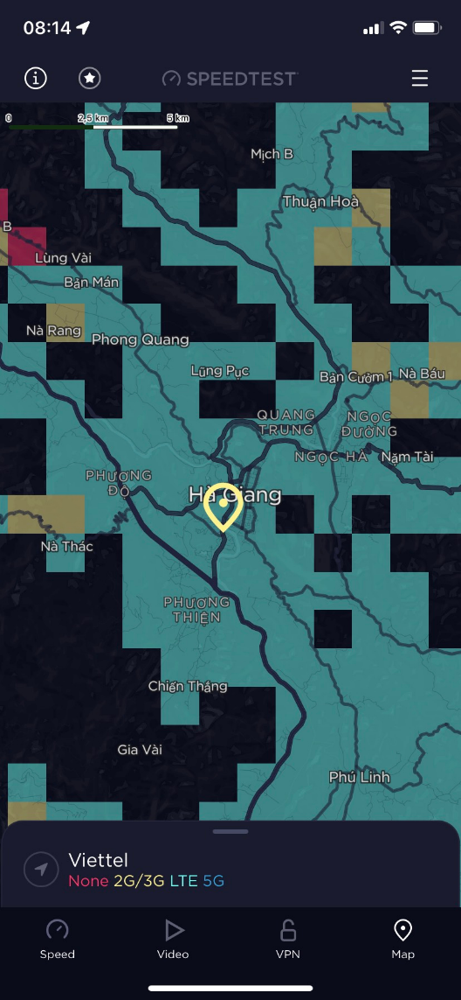 08:14
SPEEDTEST
0 2,5 km 5 km
Mịch B
Thuận Hoà
B
Lùng Vài
Bản Mán
Nà Rang
Phong Quang
Lũng Pục
Bản Cưởm 1
Nà Báu
QUANG
TRUNG
NGỌC
ĐƯỜNG
NGỌC HÀ
Nặm Tài
PHƯƠNG
ĐỘ
Hà Giang
Nà Thác
PHƯƠNG
THIỆN
Chiến Thắng
Gia Vài
Phú Linh
Viettel
None 2G/3G LTE 5G
Speed Video VPN Map